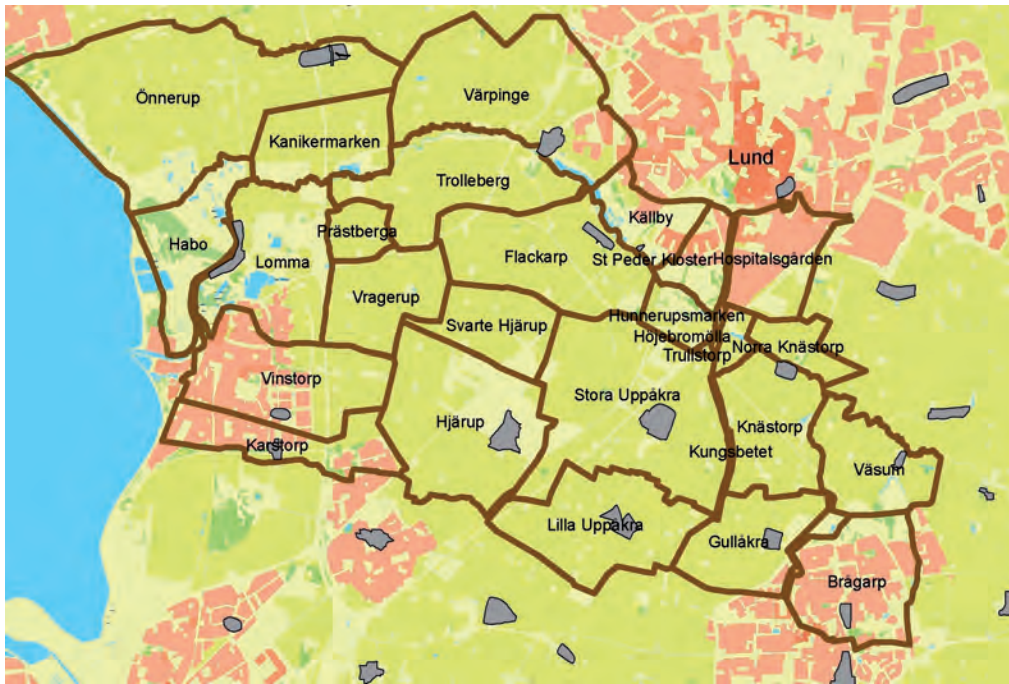 Önnerup
Värpinge
Kanikermarken
Lund
Trolleberg
Källby
Prästberga
Habo
Lomma
Flackarp
St Peder Kloster
Hospitalsgården
Vragerup
Svarte Hjärup
Hunnerupsmarken
Höjebromölla
Trullstorp
Norra Knästorp
Vinstorp
Stora Uppåkra
Hjärup
Knästorp
Karstorp
Kungsbetet
Väsum
Lilla Uppåkra
Gullåkra
Brågarp